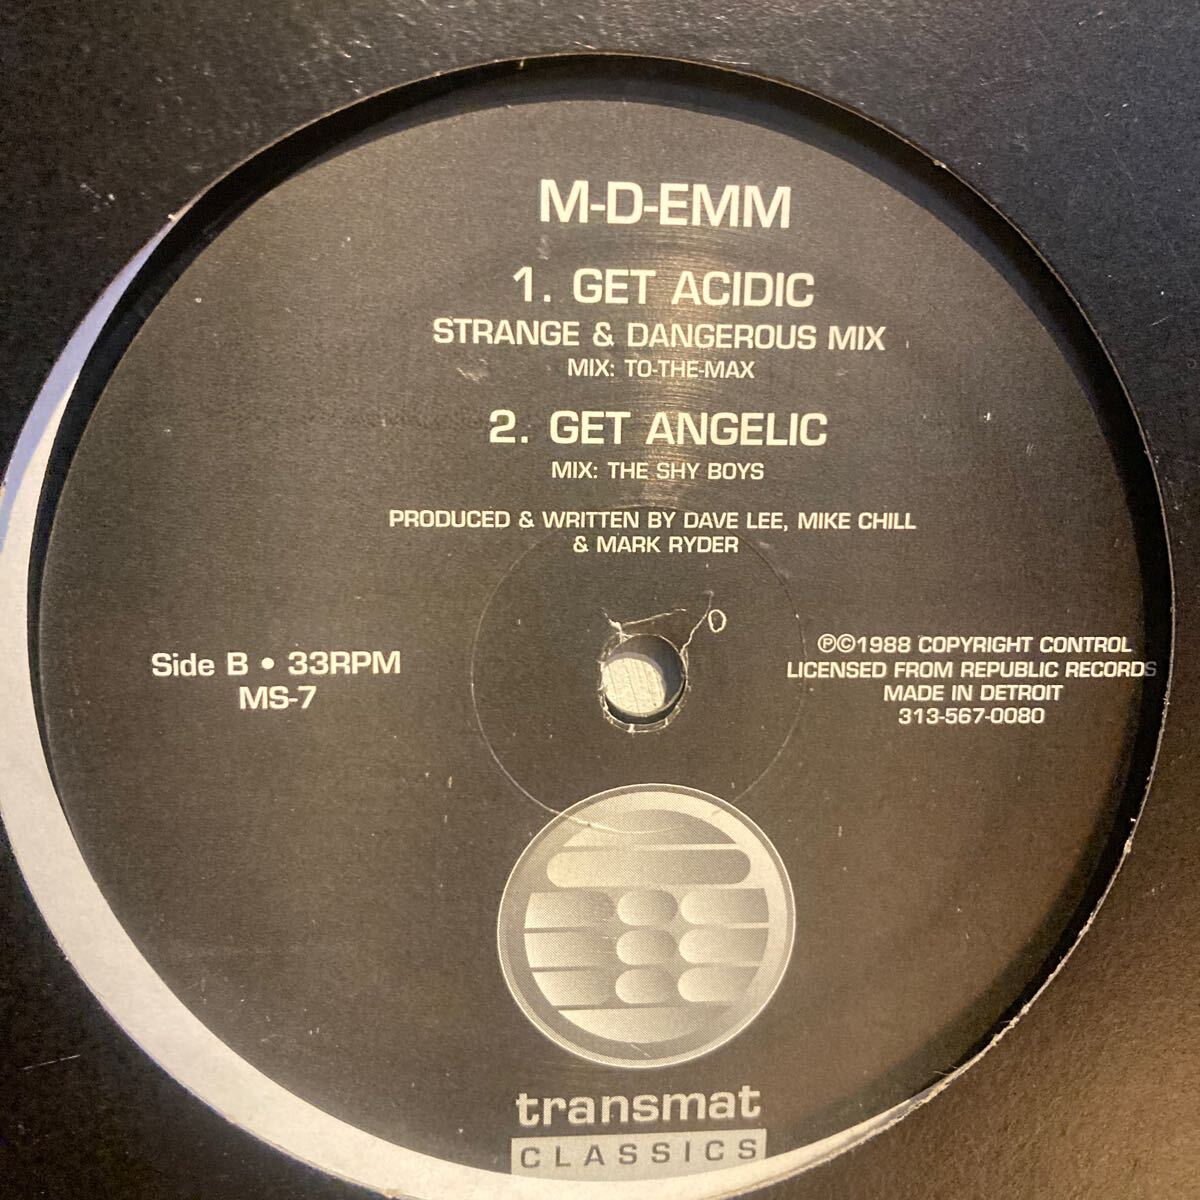 M-D-EMM
1. GET ACIDIC
STRANGE & DANGEROUS MIX
MIX: TO-THE-MAX
2. GET ANGELIC
MIX: THE SHY BOYS
PRODUCED & WRITTEN BY DAVE LEE, MIKE CHILL
& MARK RYDER
Side B • 33RPM
MS-7
℗©1988 COPYRIGHT CONTROL
LICENSED FROM REPUBLIC RECORDS
MADE IN DETROIT
313-567-0080
transmat
CLASSICS